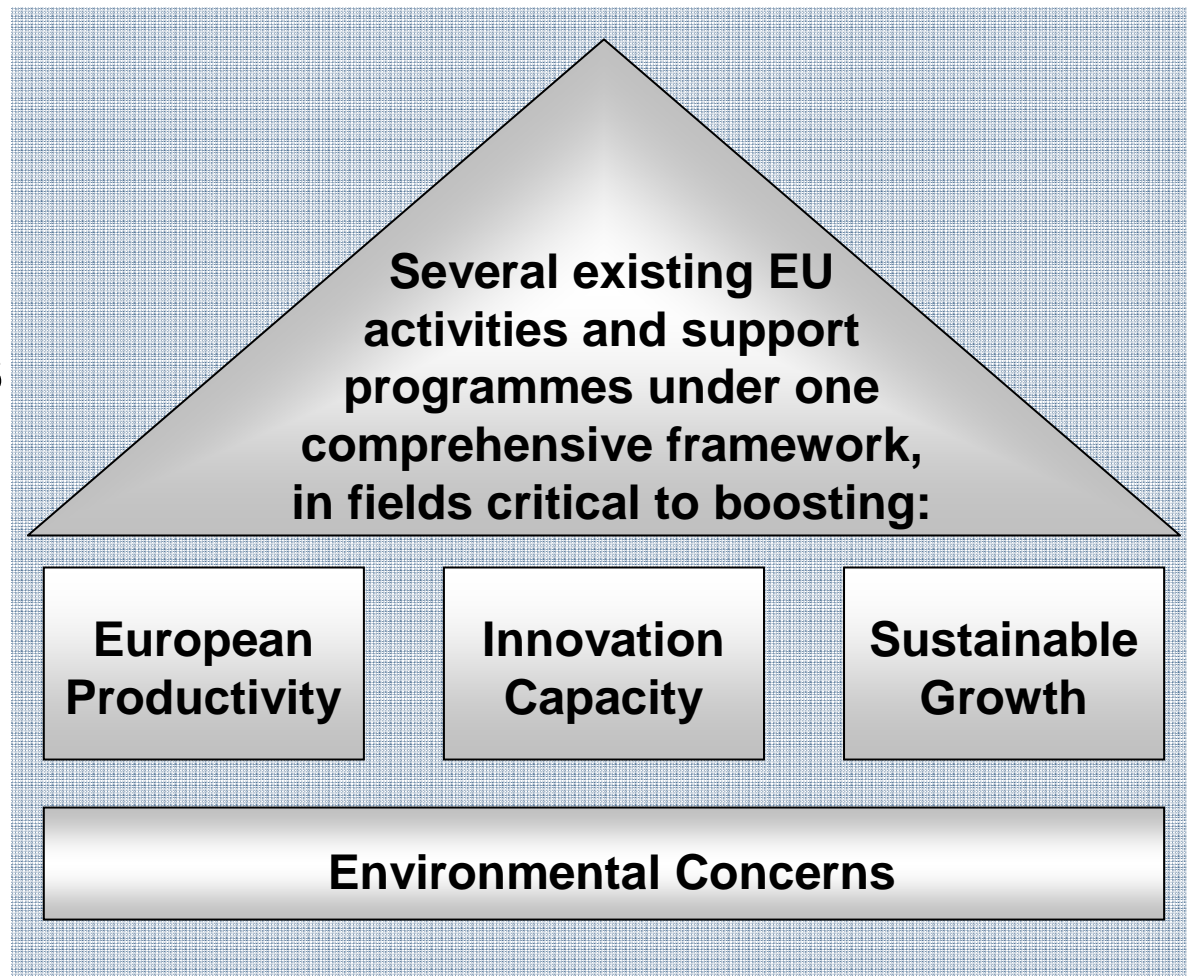 Several existing EU
activities and support
programmes under one
comprehensive framework,
in fields critical to boosting:
European
Productivity
Innovation
Capacity
Sustainable
Growth
Environmental Concerns